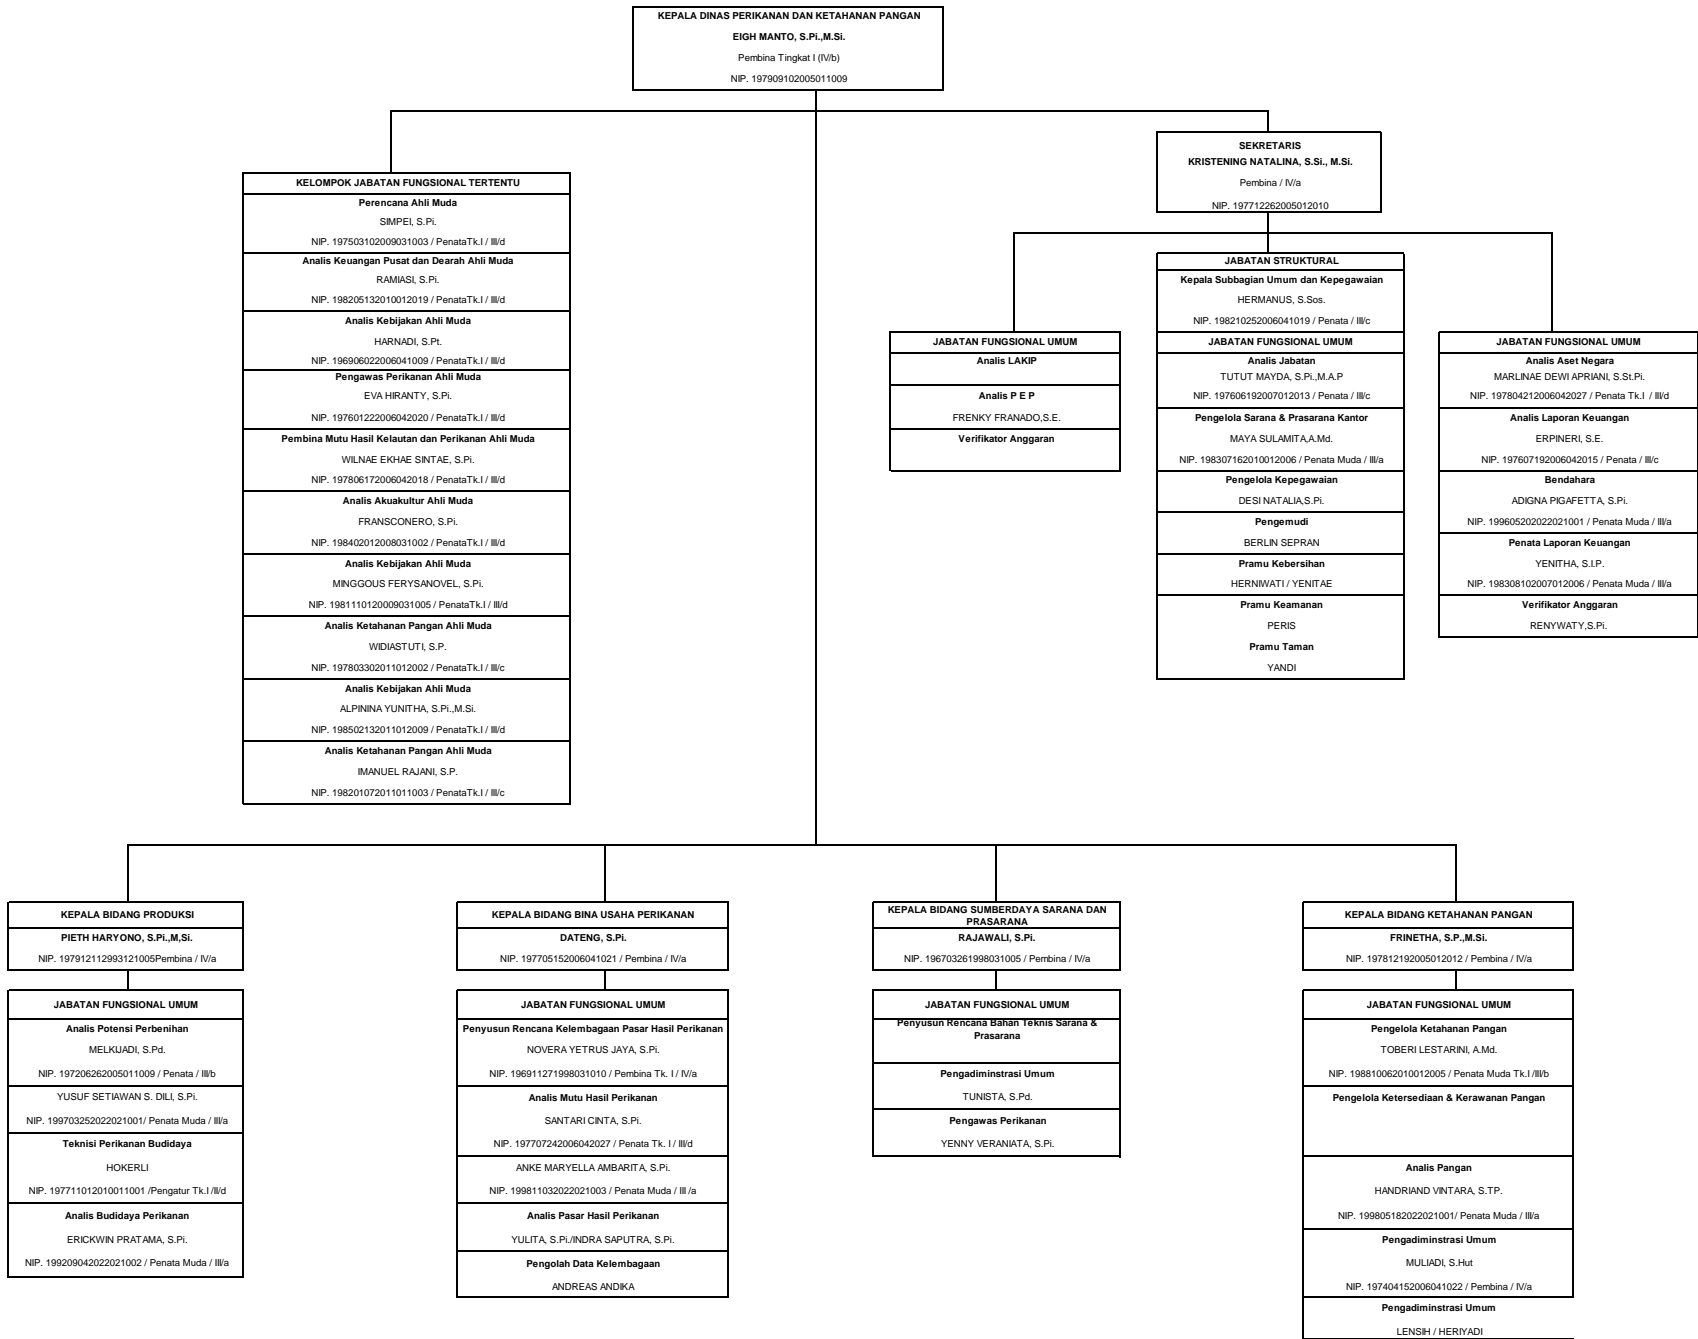 KEPALA DINAS PERIKANAN DAN KETAHANAN PANGAN
EIGH MANTO, S.Pi.,M.Si.
Pembina Tingkat I (IV/b)
NIP. 197909102005011009
SEKRETARIS
KRISTENING NATALINA, S.Si., M.Si.
Pembina / IV/a
NIP. 197712262005012010
KELOMPOK JABATAN FUNGSIONAL TERTENTU
Perencana Ahli Muda
SIMPEI, S.Pi.
NIP. 197503102009031003 / PenataTk.I / III/d
Analis Keuangan Pusat dan Dearah Ahli Muda
RAMIASI, S.Pi.
NIP. 198205132010012019 / PenataTk.I / III/d
Analis Kebijakan Ahli Muda
HARNADI, S.Pt.
NIP. 196906022006041009 / PenataTk.I / III/d
Pengawas Perikanan Ahli Muda
EVA HIRANTY, S.Pi.
NIP. 197601222006042020 / PenataTk.I / III/d
Pembina Mutu Hasil Kelautan dan Perikanan Ahli Muda
WILNAE EKHAE SINTAE, S.Pi.
NIP. 197806172006042018 / PenataTk.I / III/d
Analis Akuakultur Ahli Muda
FRANSCONERO, S.Pi.
NIP. 198402012008031002 / PenataTk.I / III/d
Analis Kebijakan Ahli Muda
MINGGOUS FERYSANOVEL, S.Pi.
NIP. 1981110120009031005 / PenataTk.I / III/d
Analis Ketahanan Pangan Ahli Muda
WIDIASTUTI, S.P.
NIP. 197803302011012002 / PenataTk.I / III/c
Analis Kebijakan Ahli Muda
ALPININA YUNITHA, S.Pi.,M.Si.
NIP. 198502132011012009 / PenataTk.I / III/d
Analis Ketahanan Pangan Ahli Muda
IMANUEL RAJANI, S.P.
NIP. 198201072011011003 / PenataTk.I / III/c
JABATAN FUNGSIONAL UMUM
Analis LAKIP
Analis P E P
FRENKY FRANADO,S.E.
Verifikator Anggaran
JABATAN STRUKTURAL
Kepala Subbagian Umum dan Kepegawaian
HERMANUS, S.Sos.
NIP. 198210252006041019 / Penata / III/c
JABATAN FUNGSIONAL UMUM
Analis Jabatan
TUTUT MAYDA, S.Pi.,M.A.P
NIP. 197606192007012013 / Penata / III/c
Pengelola Sarana & Prasarana Kantor
MAYA SULAMITA,A.Md.
NIP. 198307162010012006 / Penata Muda / III/a
Pengelola Kepegawaian
DESI NATALIA,S.Pi.
Pengemudi
BERLIN SEPRAN
Pramu Kebersihan
HERNIWATI / YENITAE
Pramu Keamanan
PERIS
Pramu Taman
YANDI
JABATAN FUNGSIONAL UMUM
Analis Aset Negara
MARLINAE DEWI APRIANI, S.St.Pi.
NIP. 197804212006042027 / Penata Tk.I / III/d
Analis Laporan Keuangan
ERPINERI, S.E.
NIP. 197607192006042015 / Penata / III/c
Bendahara
ADIGNA PIGAFETTA, S.Pi.
NIP. 199605202022021001 / Penata Muda / III/a
Penata Laporan Keuangan
YENITHA, S.I.P.
NIP. 198308102007012006 / Penata Muda / III/a
Verifikator Anggaran
RENYWATY,S.Pi.
KEPALA BIDANG PRODUKSI
PIETH HARYONO, S.Pi.,M,Si.
NIP. 197912112993121005Pembina / IV/a
JABATAN FUNGSIONAL UMUM
Analis Potensi Perbenihan
MELKIJADI, S.Pd.
NIP. 197206262005011009 / Penata / III/b
YUSUF SETIAWAN S. DILI, S.Pi.
NIP. 199703252022021001/ Penata Muda / III/a
Teknisi Perikanan Budidaya
HOKERLI
NIP. 197711012010011001 /Pengatur Tk.I /II/d
Analis Budidaya Perikanan
ERICKWIN PRATAMA, S.Pi.
NIP. 199209042022021002 / Penata Muda / III/a
KEPALA BIDANG BINA USAHA PERIKANAN
DATENG, S.Pi.
NIP. 197705152006041021 / Pembina / IV/a
JABATAN FUNGSIONAL UMUM
Penyusun Rencana Kelembagaan Pasar Hasil Perikanan
NOVERA YETRUS JAYA, S.Pi.
NIP. 196911271998031010 / Pembina Tk. I / IV/a
Analis Mutu Hasil Perikanan
SANTARI CINTA, S.Pi.
NIP. 197707242006042027 / Penata Tk. I / III/d
ANKE MARYELLA AMBARITA, S.Pi.
NIP. 199811032022021003 / Penata Muda / III /a
Analis Pasar Hasil Perikanan
YULITA, S.Pi./INDRA SAPUTRA, S.Pi.
Pengolah Data Kelembagaan
ANDREAS ANDIKA
KEPALA BIDANG SUMBERDAYA SARANA DAN
PRASARANA
RAJAWALI, S.Pi.
NIP. 196703261998031005 / Pembina / IV/a
JABATAN FUNGSIONAL UMUM
Penyusun Rencana Bahan Teknis Sarana &
Prasarana
Pengadiminstrasi Umum
TUNISTA, S.Pd.
Pengawas Perikanan
YENNY VERANIATA, S.Pi.
KEPALA BIDANG KETAHANAN PANGAN
FRINETHA, S.P.,M.Si.
NIP. 197812192005012012 / Pembina / IV/a
JABATAN FUNGSIONAL UMUM
Pengelola Ketahanan Pangan
TOBERI LESTARINI, A.Md.
NIP. 198810062010012005 / Penata Muda Tk.I /III/b
Pengelola Ketersediaan & Kerawanan Pangan
Analis Pangan
HANDRIAND VINTARA, S.TP.
NIP. 199805182022021001/ Penata Muda / III/a
Pengadiminstrasi Umum
MULIADI, S.Hut
NIP. 197404152006041022 / Pembina / IV/a
Pengadiminstrasi Umum
LENSIH / HERIYADI